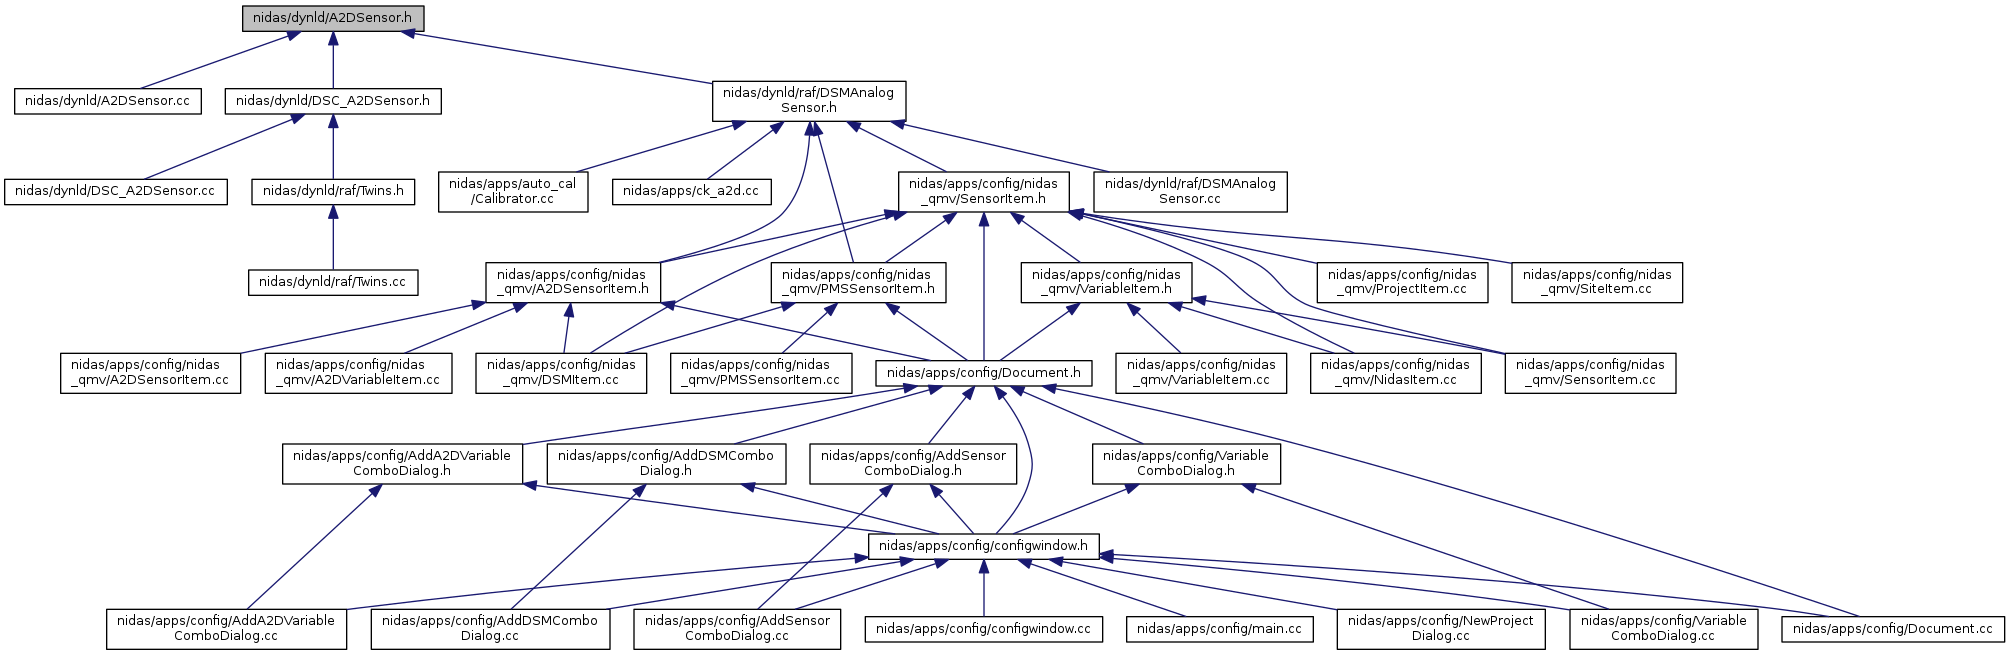 nidas/dynld/A2DSensor.h
nidas/dynld/A2DSensor.cc
nidas/dynld/DSC_A2DSensor.h
nidas/dynld/raf/DSMAnalog
Sensor.h
nidas/dynld/DSC_A2DSensor.cc
nidas/dynld/raf/Twins.h
nidas/apps/auto_cal
/Calibrator.cc
nidas/apps/ck_a2d.cc
nidas/apps/config/nidas
_qmv/SensorItem.h
nidas/dynld/raf/DSMAnalog
Sensor.cc
nidas/dynld/raf/Twins.cc
nidas/apps/config/nidas
_qmv/A2DSensorItem.h
nidas/apps/config/nidas
_qmv/PMSSensorItem.h
nidas/apps/config/nidas
_qmv/VariableItem.h
nidas/apps/config/nidas
_qmv/ProjectItem.cc
nidas/apps/config/nidas
_qmv/SiteItem.cc
nidas/apps/config/nidas
_qmv/A2DSensorItem.cc
nidas/apps/config/nidas
_qmv/A2DVariableItem.cc
nidas/apps/config/nidas
_qmv/DSMItem.cc
nidas/apps/config/nidas
_qmv/PMSSensorItem.cc
nidas/apps/config/Document.h
nidas/apps/config/nidas
_qmv/VariableItem.cc
nidas/apps/config/nidas
_qmv/NidasItem.cc
nidas/apps/config/nidas
_qmv/SensorItem.cc
nidas/apps/config/AddA2DVariable
ComboDialog.h
nidas/apps/config/AddDSMCombo
Dialog.h
nidas/apps/config/AddSensor
ComboDialog.h
nidas/apps/config/Variable
ComboDialog.h
nidas/apps/config/configwindow.h
nidas/apps/config/AddA2DVariable
ComboDialog.cc
nidas/apps/config/AddDSMCombo
Dialog.cc
nidas/apps/config/AddSensor
ComboDialog.cc
nidas/apps/config/configwindow.cc
nidas/apps/config/main.cc
nidas/apps/config/NewProject
Dialog.cc
nidas/apps/config/Variable
ComboDialog.cc
nidas/apps/config/Document.cc